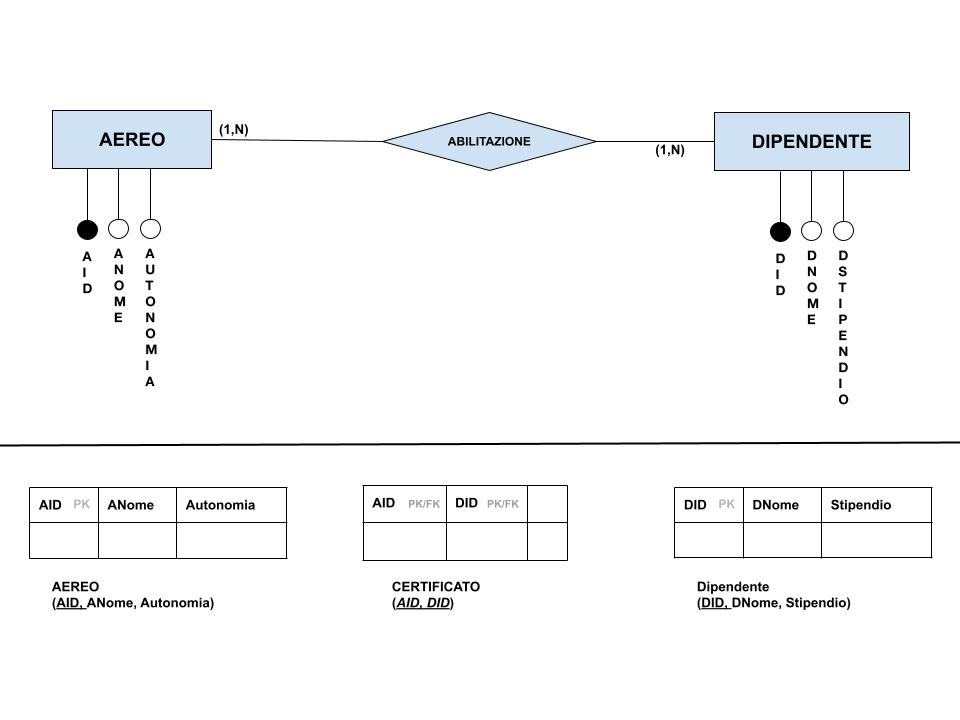 AEREO
(1,N)
ABILITAZIONE
(1,N)
DIPENDENTE
AID
ANOME
AUTONOMIA
DID
DNOME
DSTIPENDIO
AID PK ANome Autonomia
AID PK/FK DID PK/FK
DID PK DNome Stipendio
AEREO
(AID, ANome, Autonomia)
CERTIFICATO
(AID, DID)
Dipendente
(DID, DNome, Stipendio)